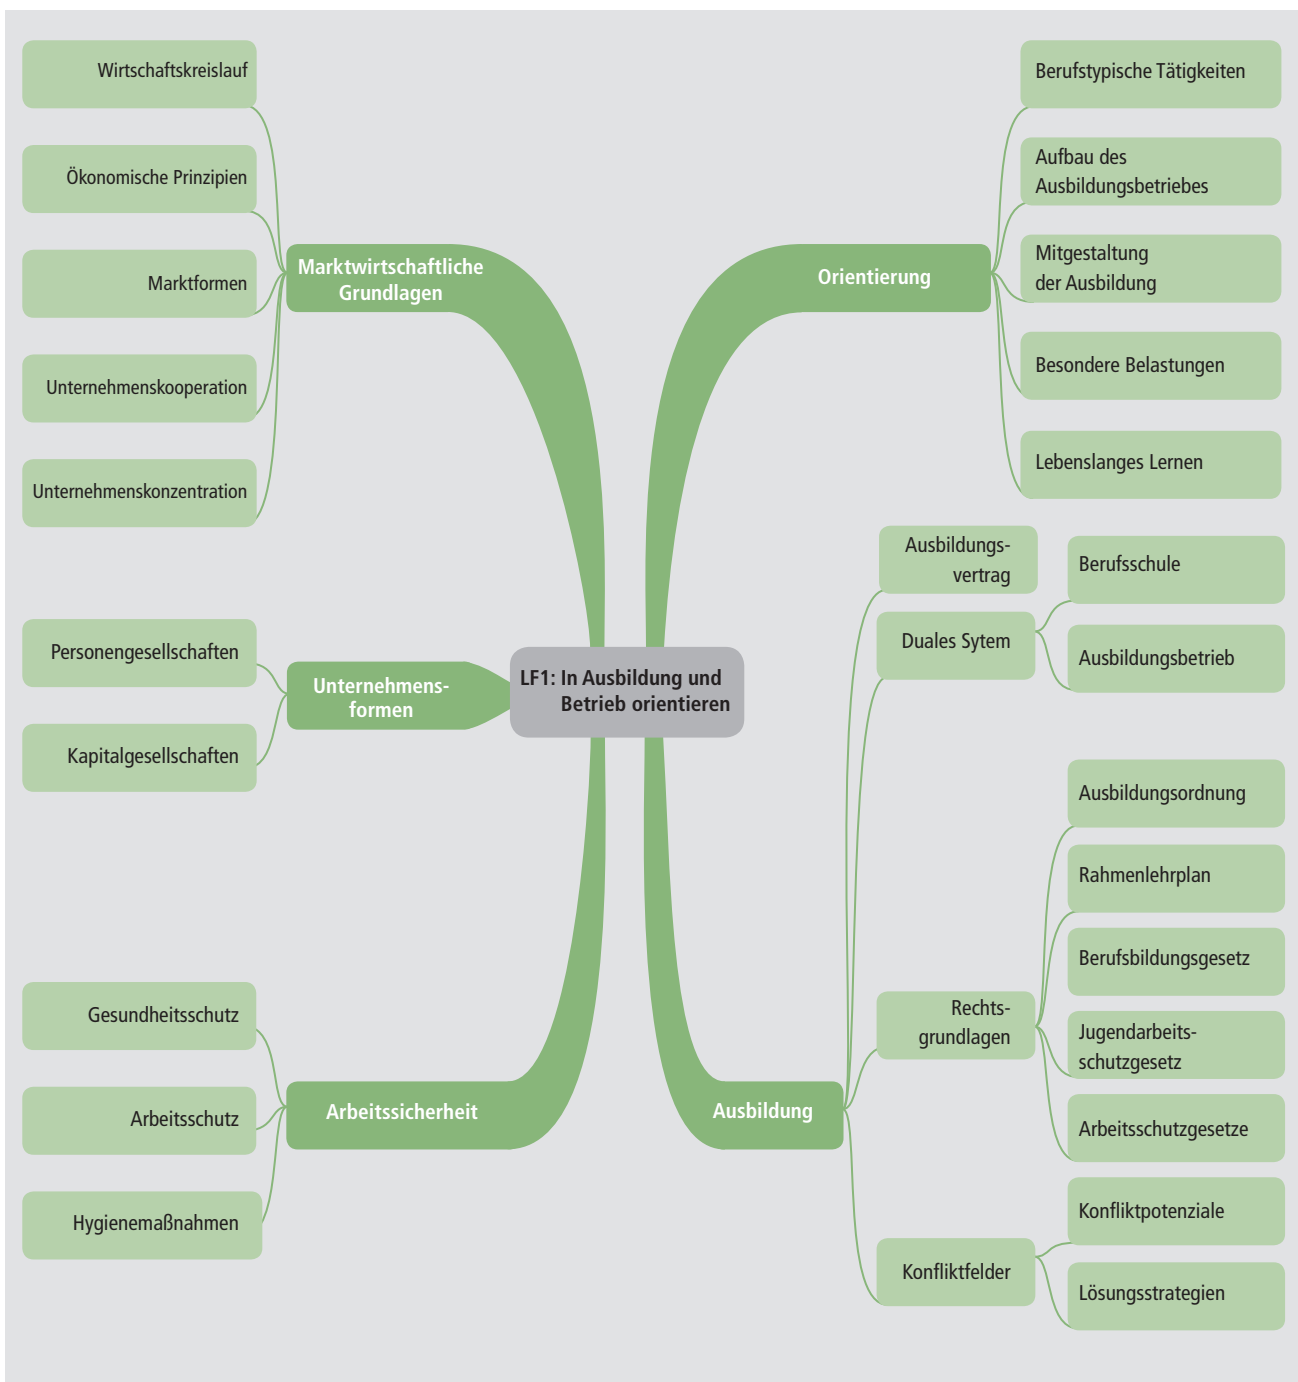 Wirtschaftskreislauf
Ökonomische Prinzipien
Marktformen
Unternehmenskooperation
Unternehmenskonzentration
Marktwirtschaftliche
Grundlagen
Personengesellschaften
Kapitalgesellschaften
Unternehmens-
formen
Gesundheitsschutz
Arbeitsschutz
Hygienemaßnahmen
Arbeitssicherheit
LF1: In Ausbildung und
Betrieb orientieren
Orientierung
Berufstypische Tätigkeiten
Aufbau des
Ausbildungsbetriebes
Mitgestaltung
der Ausbildung
Besondere Belastungen
Lebenslanges Lernen
Ausbildung
Ausbildungs-
vertrag
Duales Sytem
Berufsschule
Ausbildungsbetrieb
Rechts-
grundlagen
Ausbildungsordnung
Rahmenlehrplan
Berufsbildungsgesetz
Jugendarbeits-
schutzgesetz
Arbeitsschutzgesetze
Konfliktfelder
Konfliktpotenziale
Lösungsstrategien